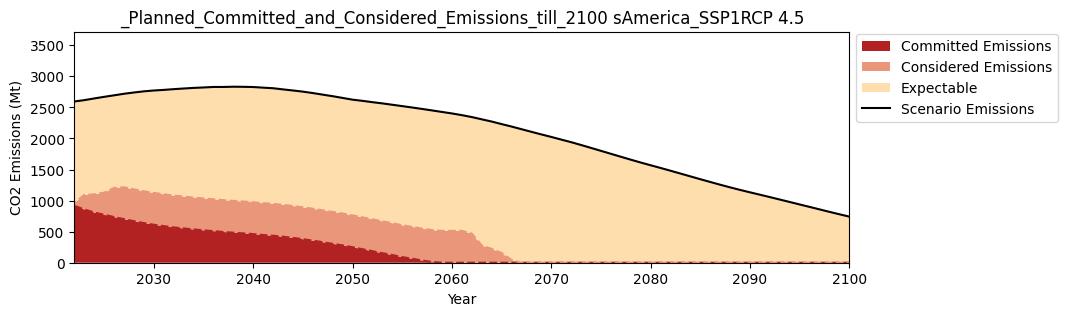 _Planned_Committed_and_Considered_Emissions_till_2100 sAmerica_SSP1RCP 4.5
CO2 Emissions (Mt)
3500
3000
2500
2000
1500
1000
500
0
2030 2040 2050 2060 2070 2080 2090 2100
Year
Committed Emissions
Considered Emissions
Expectable
Scenario Emissions